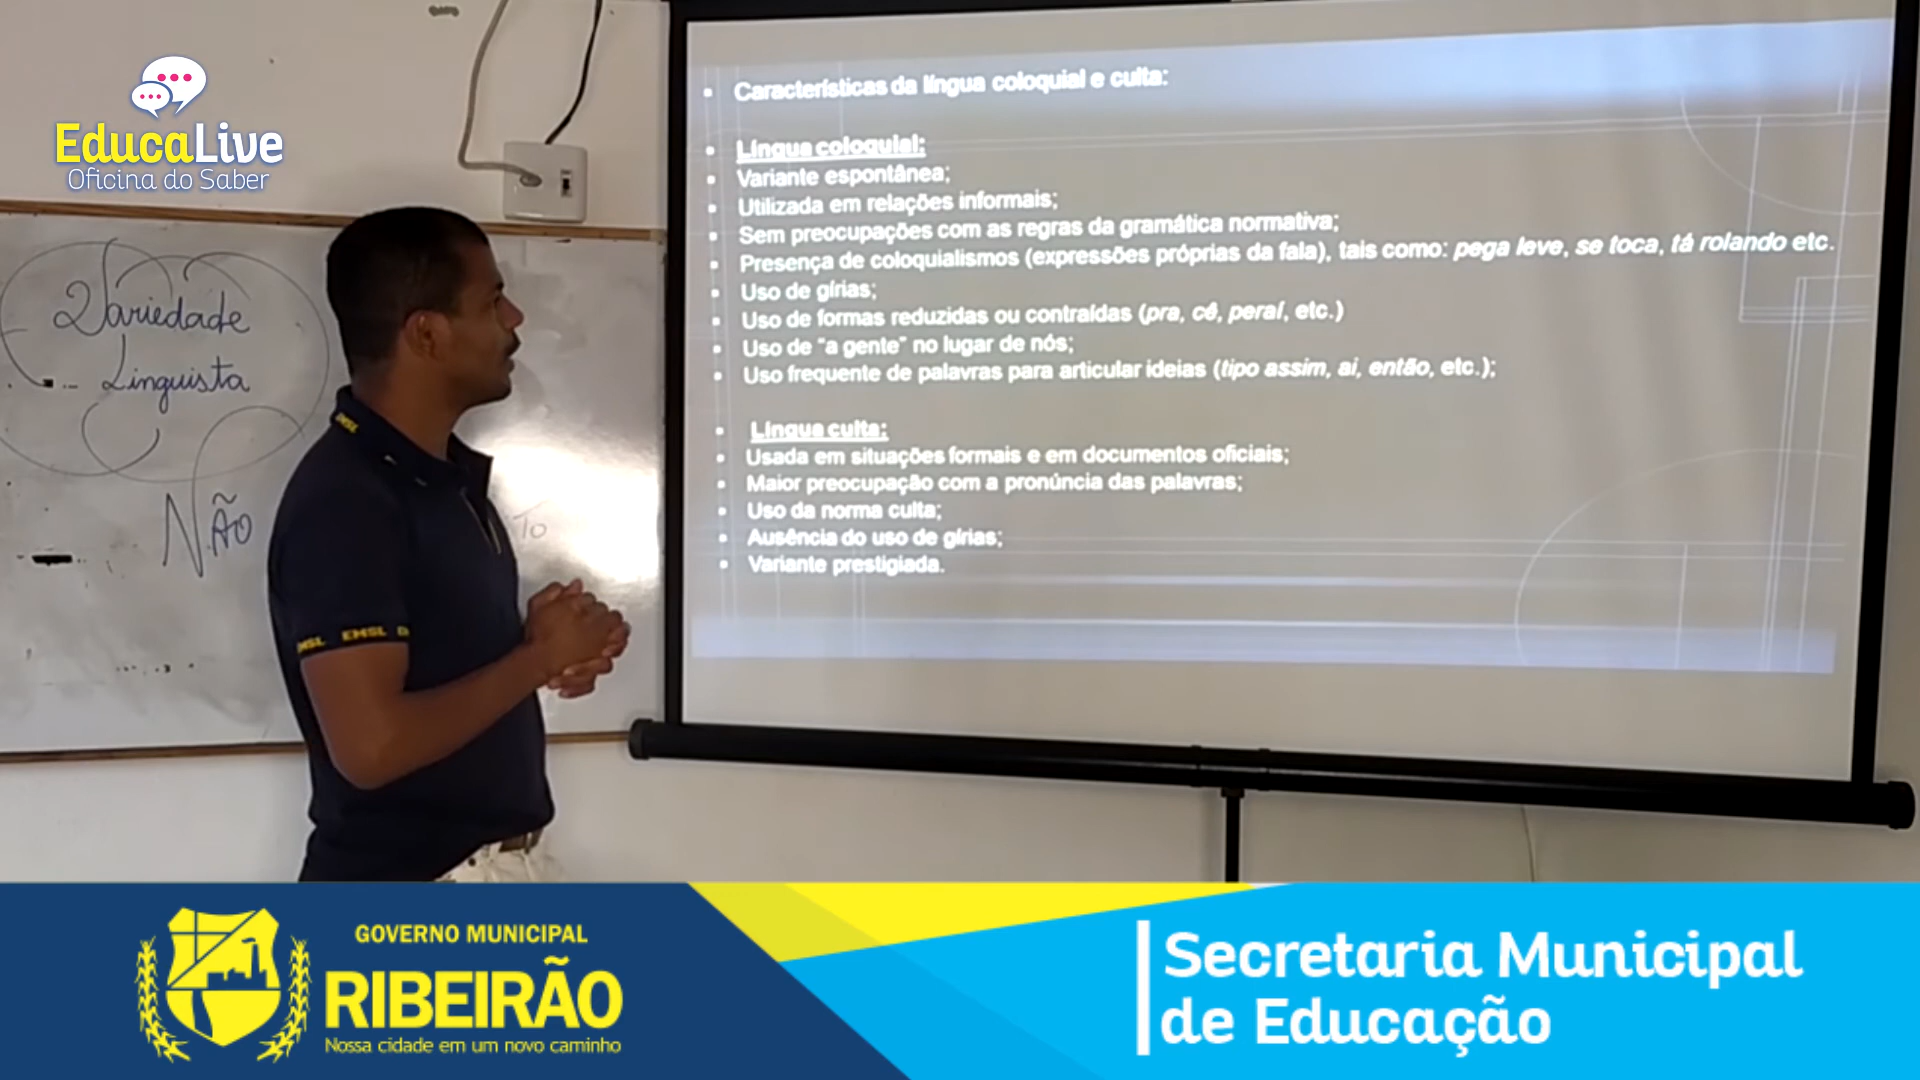 EducaLive
Oficina do Saber
Variedade
Linguista
NÃO
To
EMSL
EMSL
• Características da língua coloquial e culta:
• Língua coloquial:
• Variante espontânea;
• Utilizada em relações informais;
• Sem preocupações com as regras da gramática normativa;
• Presença de coloquialismos (expressões próprias da fala), tais como: pega leve, se toca, tá rolando etc.
• Uso de gírias;
• Uso de formas reduzidas ou contraídas (pra, cê, peraí, etc.)
• Uso de “a gente” no lugar de nós;
• Uso frequente de palavras para articular ideias (tipo assim, ai, então, etc.);
• Língua culta:
• Usada em situações formais e em documentos oficiais;
• Maior preocupação com a pronúncia das palavras;
• Uso da norma culta;
• Ausência do uso de gírias;
• Variante prestigiada.
GOVERNO MUNICIPAL
RIBEIRÃO
Nossa cidade em um novo caminho
Secretaria Municipal
de Educação